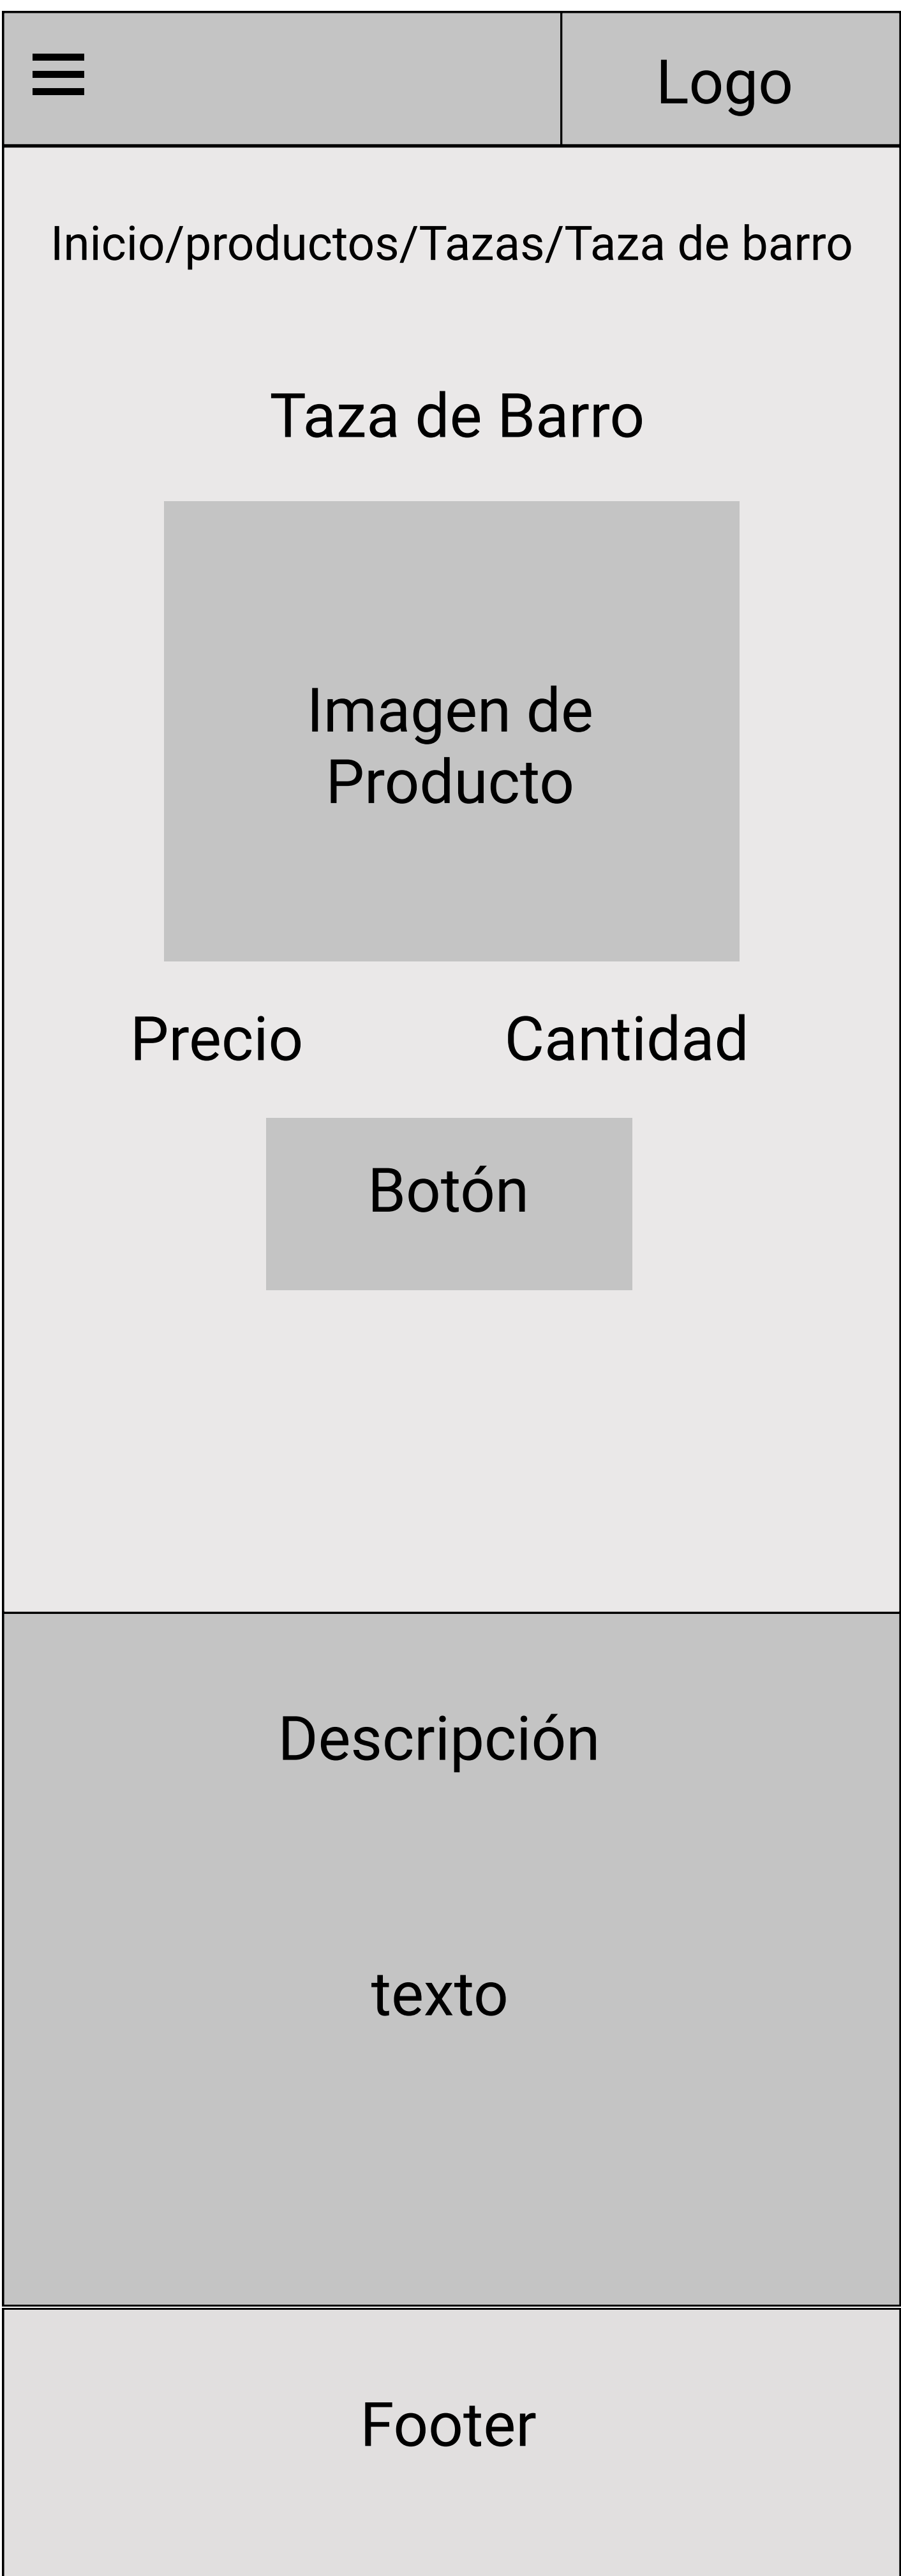 Logo
Inicio/productos/Tazas/Taza de barro
Taza de Barro
Imagen de
Producto
Precio
Cantidad
Botón
Descripción
texto
Footer